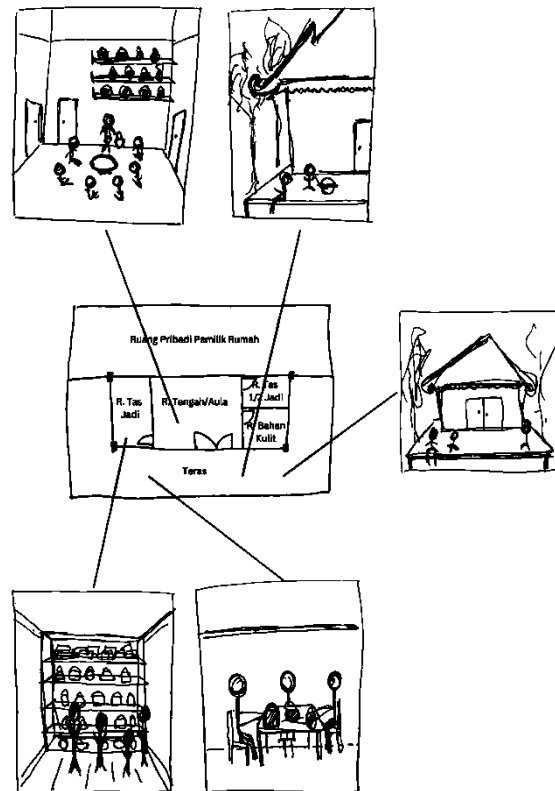 Ruang Pribadi Pemilik Rumah
R. Tas
Jadi
R. Tengah/Aula
R. Tas
1/2 Jadi
R. Bahan
Kulit
Teras